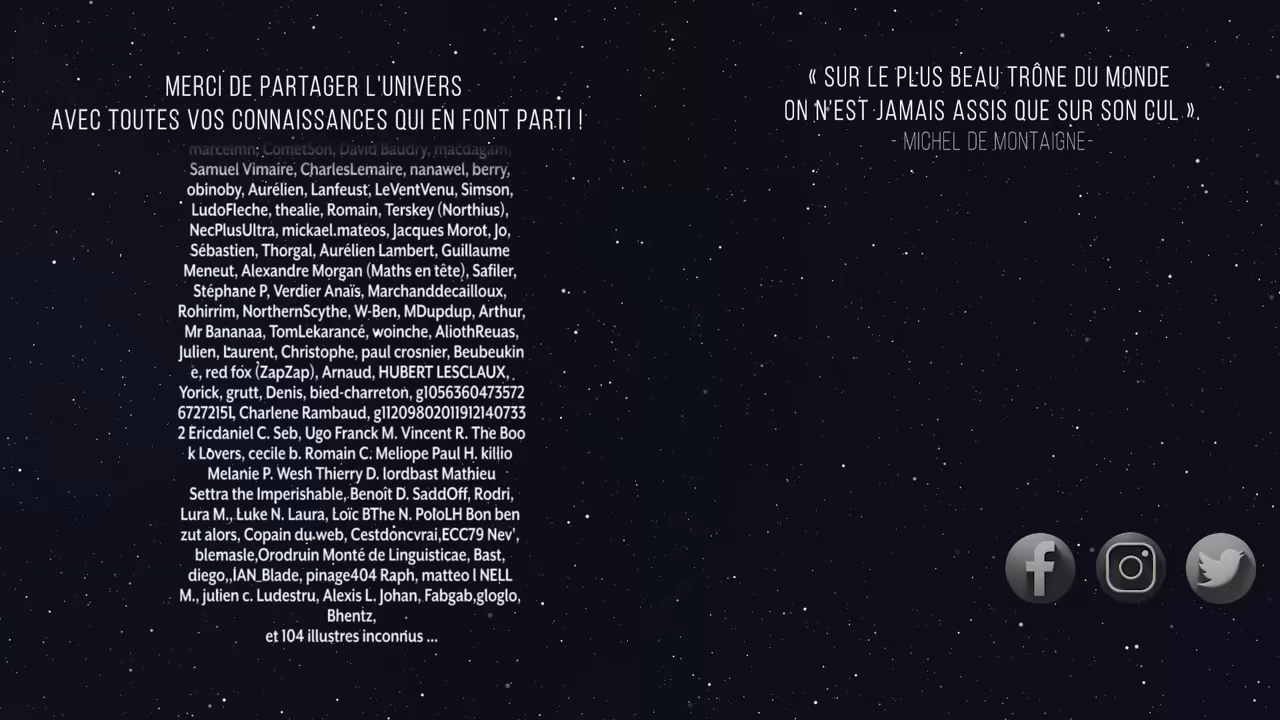 MERCI DE PARTAGER L'UNIVERS
AVEC TOUTES VOS CONNAISSANCES QUI EN FONT PARTI !
marcelmn, CometSon, David Baudry, macdagam,
Samuel Vimaire, CharlesLemaire, nanawel, berry,
obinoby, Aurélien, Lanfeust, LeVentVenu, Simson,
LudoFleche, thealie, Romain, Terskey (Northius),
NecPlusUltra, mickael.mateos, Jacques Morot, Jo,
Sébastien, Thorgal, Aurélien Lambert, Guillaume
Meneut, Alexandre Morgan (Maths en tête), Safiler,
Stéphane P, Verdier Anaïs, Marchanddecailloux,
Rohirrim, NorthernScythe, W-Ben, MDupdup, Arthur,
Mr Bananaa, TomLekarancé, woinche, AliothReuas,
Julien, Laurent, Christophe, paul crosnier, Beubeukin
e, red fox (ZapZap), Arnaud, HUBERT LESCLAUX,
Yorick, grutt, Denis, bied-charreton, g1056360473572
67272151, Charlene Rambaud, g11209802011912140733
2 Ericdaniel C. Seb, Ugo Franck M. Vincent R. The Boo
k Lovers, cecile b. Romain C. Meliope Paul H. killio
Melanie P. Wesh Thierry D. lordbast Mathieu
Settra the Imperishable, Benoît D. SaddOff, Rodri,
Lura M., Luke N. Laura, Loïc BThe N. PoloLH Bon ben
zut alors, Copain du web, Cestdoncvrai,ECC79 Nev',
blemasle,Orodruin Monté de Linguisticae, Bast,
diego,,IAN_Blade, pinage404 Raph, matteo l NELL
M., julien c. Ludestru, Alexis L. Johan, Fabgab,gloglo,
Bhentz,
et 104 illustres inconnus ...
« SUR LE PLUS BEAU TRÔNE DU MONDE
ON N'EST JAMAIS ASSIS QUE SUR SON CUL ».
- MICHEL DE MONTAIGNE-